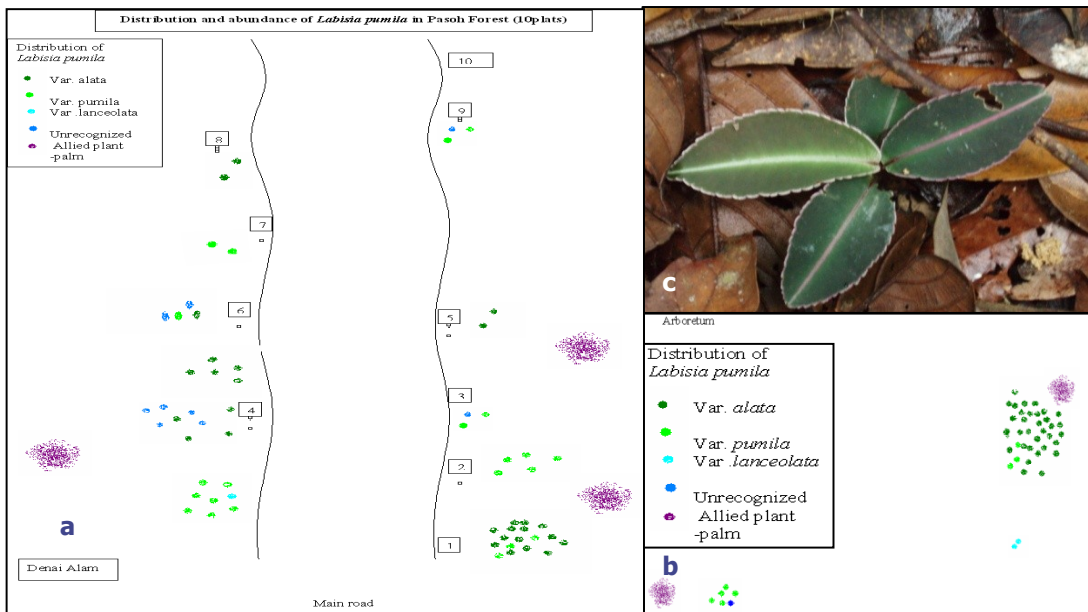 Distribution and abundance of Labisia pumila in Pasoh Forest (10plats)
Distribution of
Labisia pumila
Var. alata
Var. pumila
Var .lanceolata
Unrecognized
Allied plant
-palm
10
9
8
7
6
5
4
3
2
1
a
Denai Alam
Main road
c
Arboretum
Distribution of
Labisia pumila
Var. alata
Var. pumila
Var .lanceolata
Unrecognized
Allied plant
-palm
b